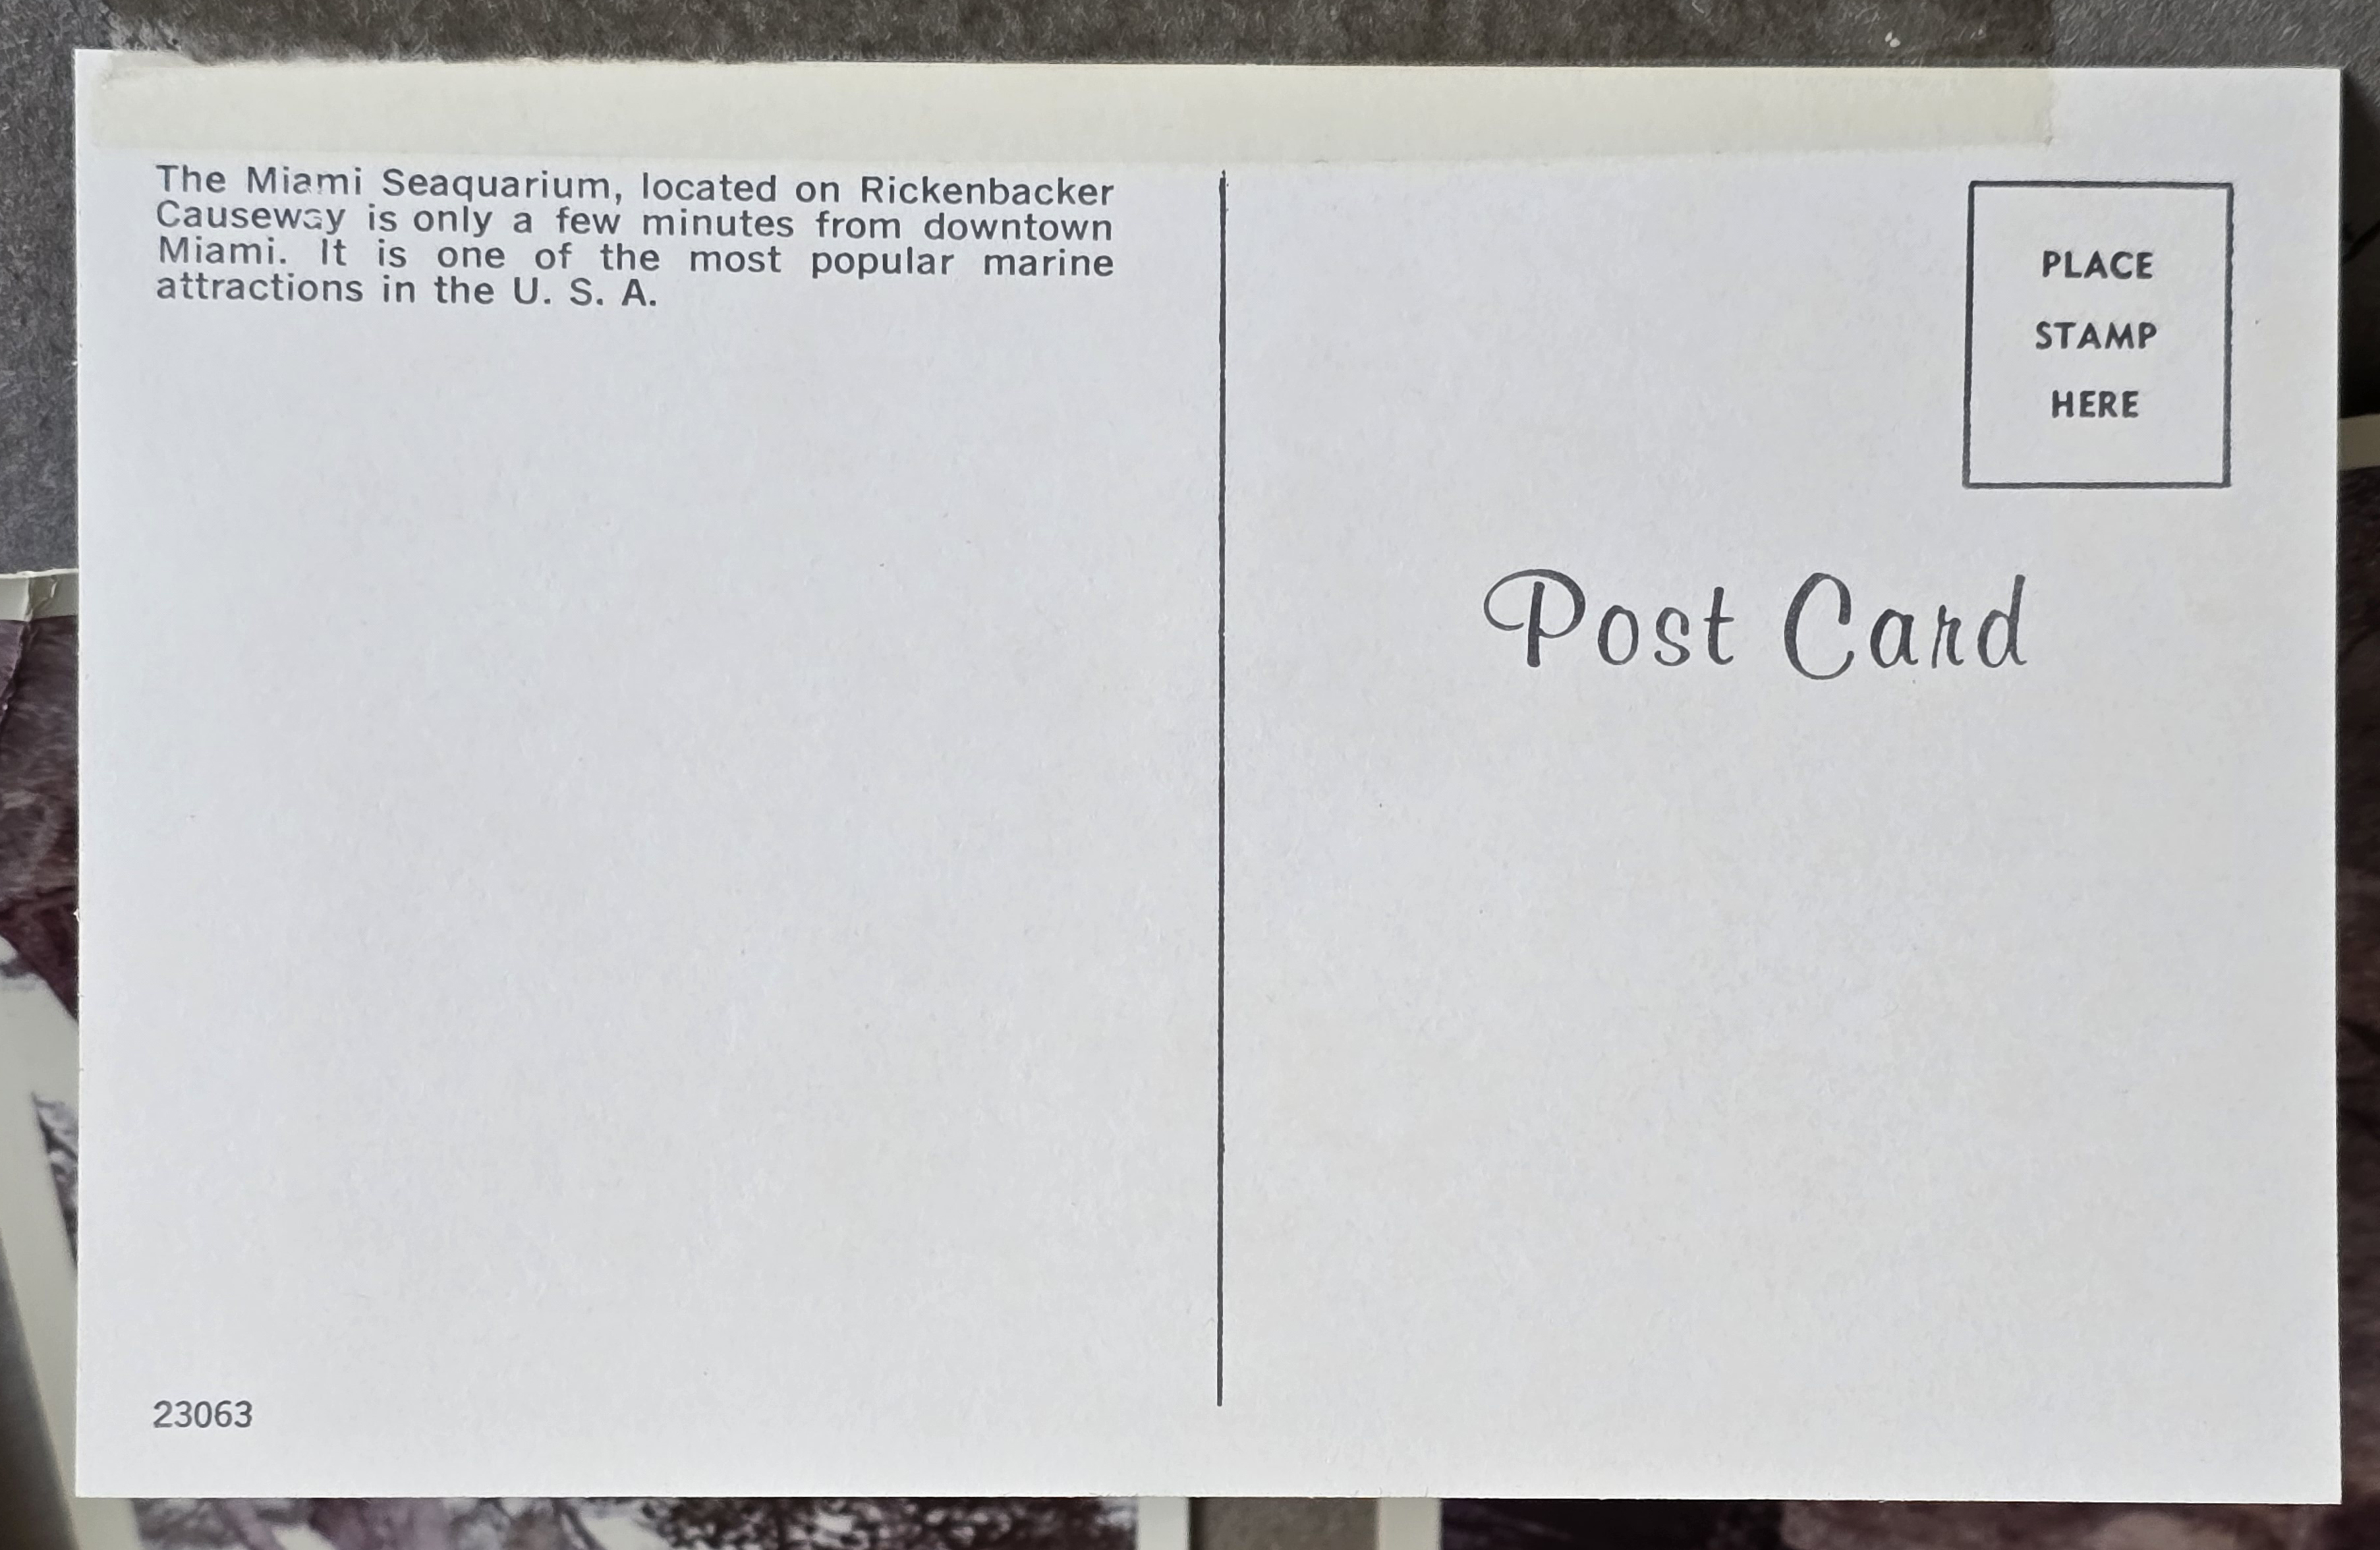 The Miami Seaquarium, located on Rickenbacker
Causeway is only a few minutes from downtown
Miami. It is one of the most popular marine
attractions in the U. S. A.
PLACE
STAMP
HERE
Post Card
23063